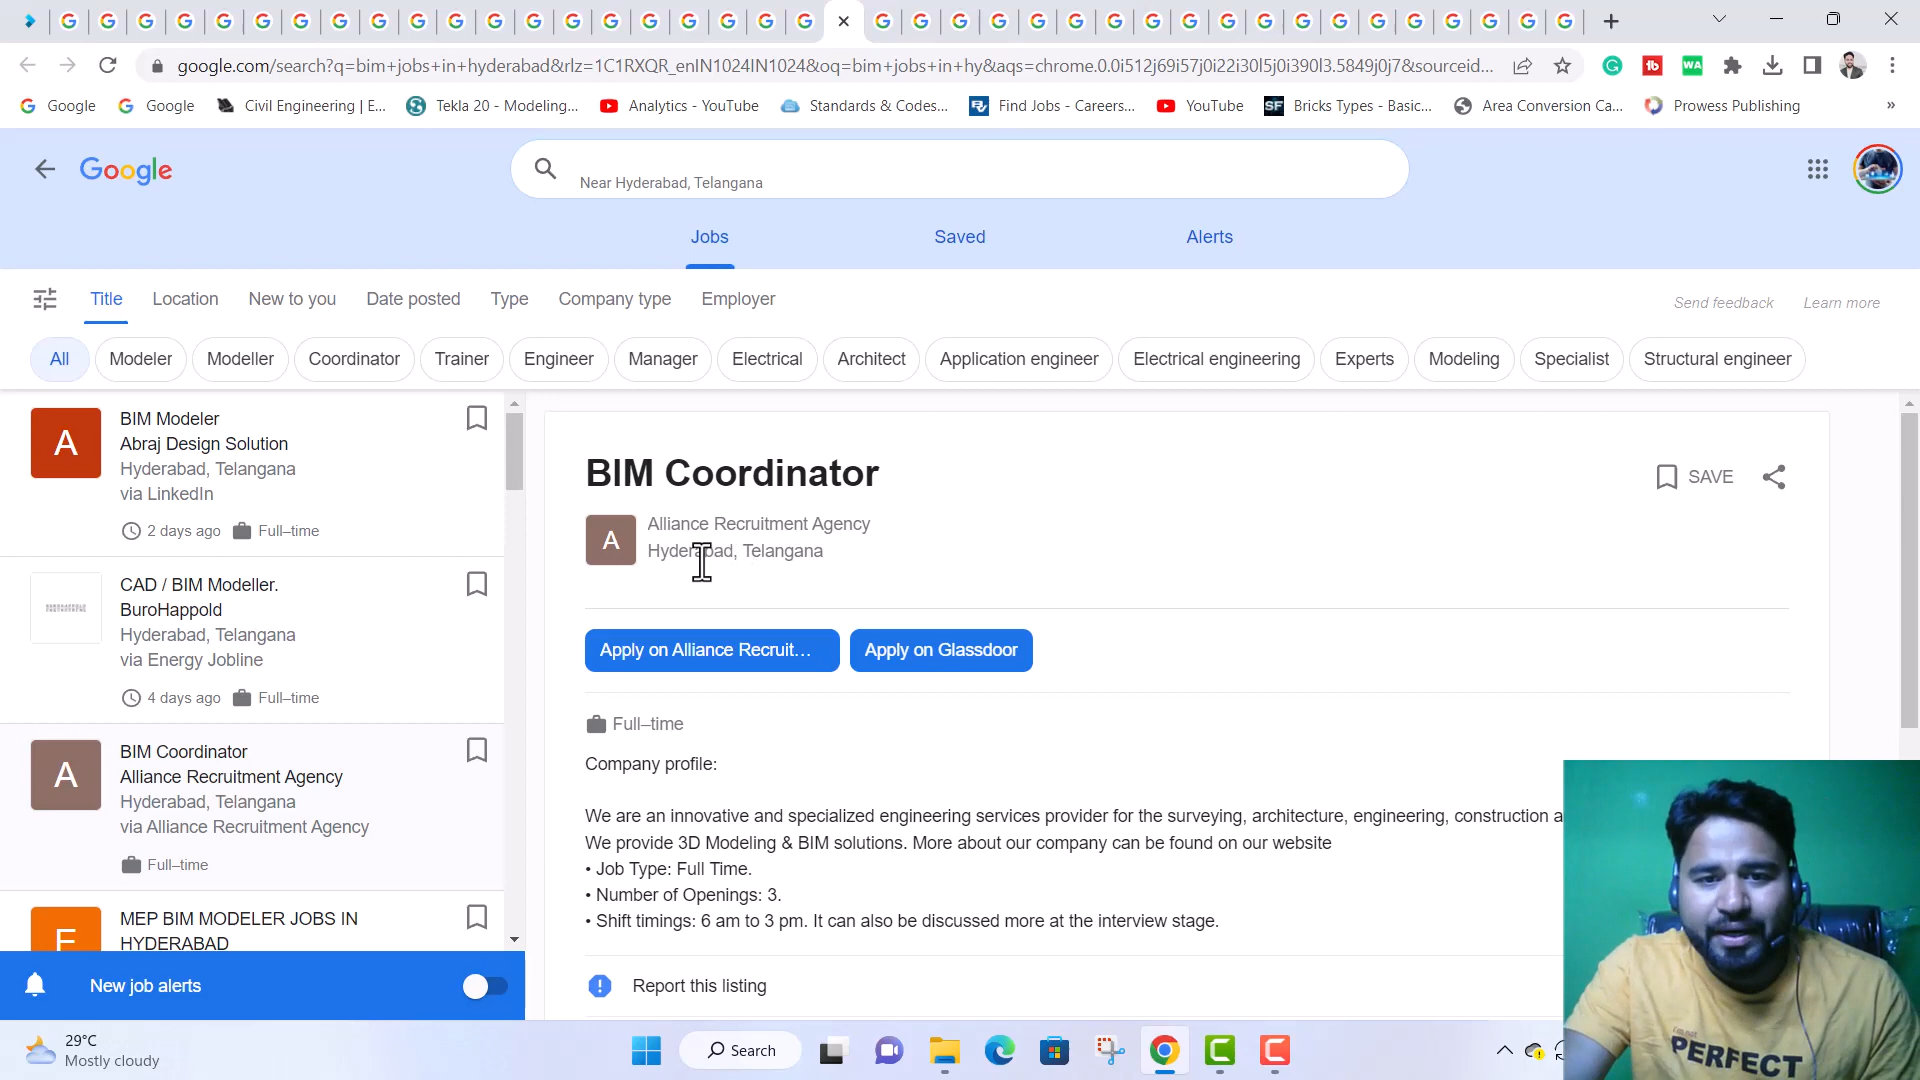 google.com/search?q=bim+jobs+in+hyderabad&rlz=1C1RXQR_enIN1024IN1024&oq=bim+jobs+in+hy&aqs=chrome.0.0i512j69i57j0i22i30l5j0i390l3.5849j0j7&sourceid...
Google
Google
Civil Engineering | E...
Tekla 20 - Modeling...
Analytics - YouTube
Standards & Codes...
Find Jobs - Careers...
YouTube
Bricks Types - Basic...
Area Conversion Ca...
Prowess Publishing
»
Google
Near Hyderabad, Telangana
Jobs
Saved
Alerts
Title
Location
New to you
Date posted
Type
Company type
Employer
Send feedback
Learn more
All
Modeler
Modeller
Coordinator
Trainer
Engineer
Manager
Electrical
Architect
Application engineer
Electrical engineering
Experts
Modeling
Specialist
Structural engineer
A
BIM Modeler
Abraj Design Solution
Hyderabad, Telangana
via LinkedIn
2 days ago
Full–time
CAD / BIM Modeller.
BuroHappold
Hyderabad, Telangana
via Energy Jobline
4 days ago
Full–time
A
BIM Coordinator
Alliance Recruitment Agency
Hyderabad, Telangana
via Alliance Recruitment Agency
Full–time
MEP BIM MODELER JOBS IN
HYDERABAD
New job alerts
BIM Coordinator
SAVE
A
Alliance Recruitment Agency
Hyderabad, Telangana
Apply on Alliance Recruit...
Apply on Glassdoor
Full–time
Company profile:
We are an innovative and specialized engineering services provider for the surveying, architecture, engineering, construction a
We provide 3D Modeling & BIM solutions. More about our company can be found on our website
• Job Type: Full Time.
• Number of Openings: 3.
• Shift timings: 6 am to 3 pm. It can also be discussed more at the interview stage.
Report this listing
PERFECT
29°C
Mostly cloudy
Search